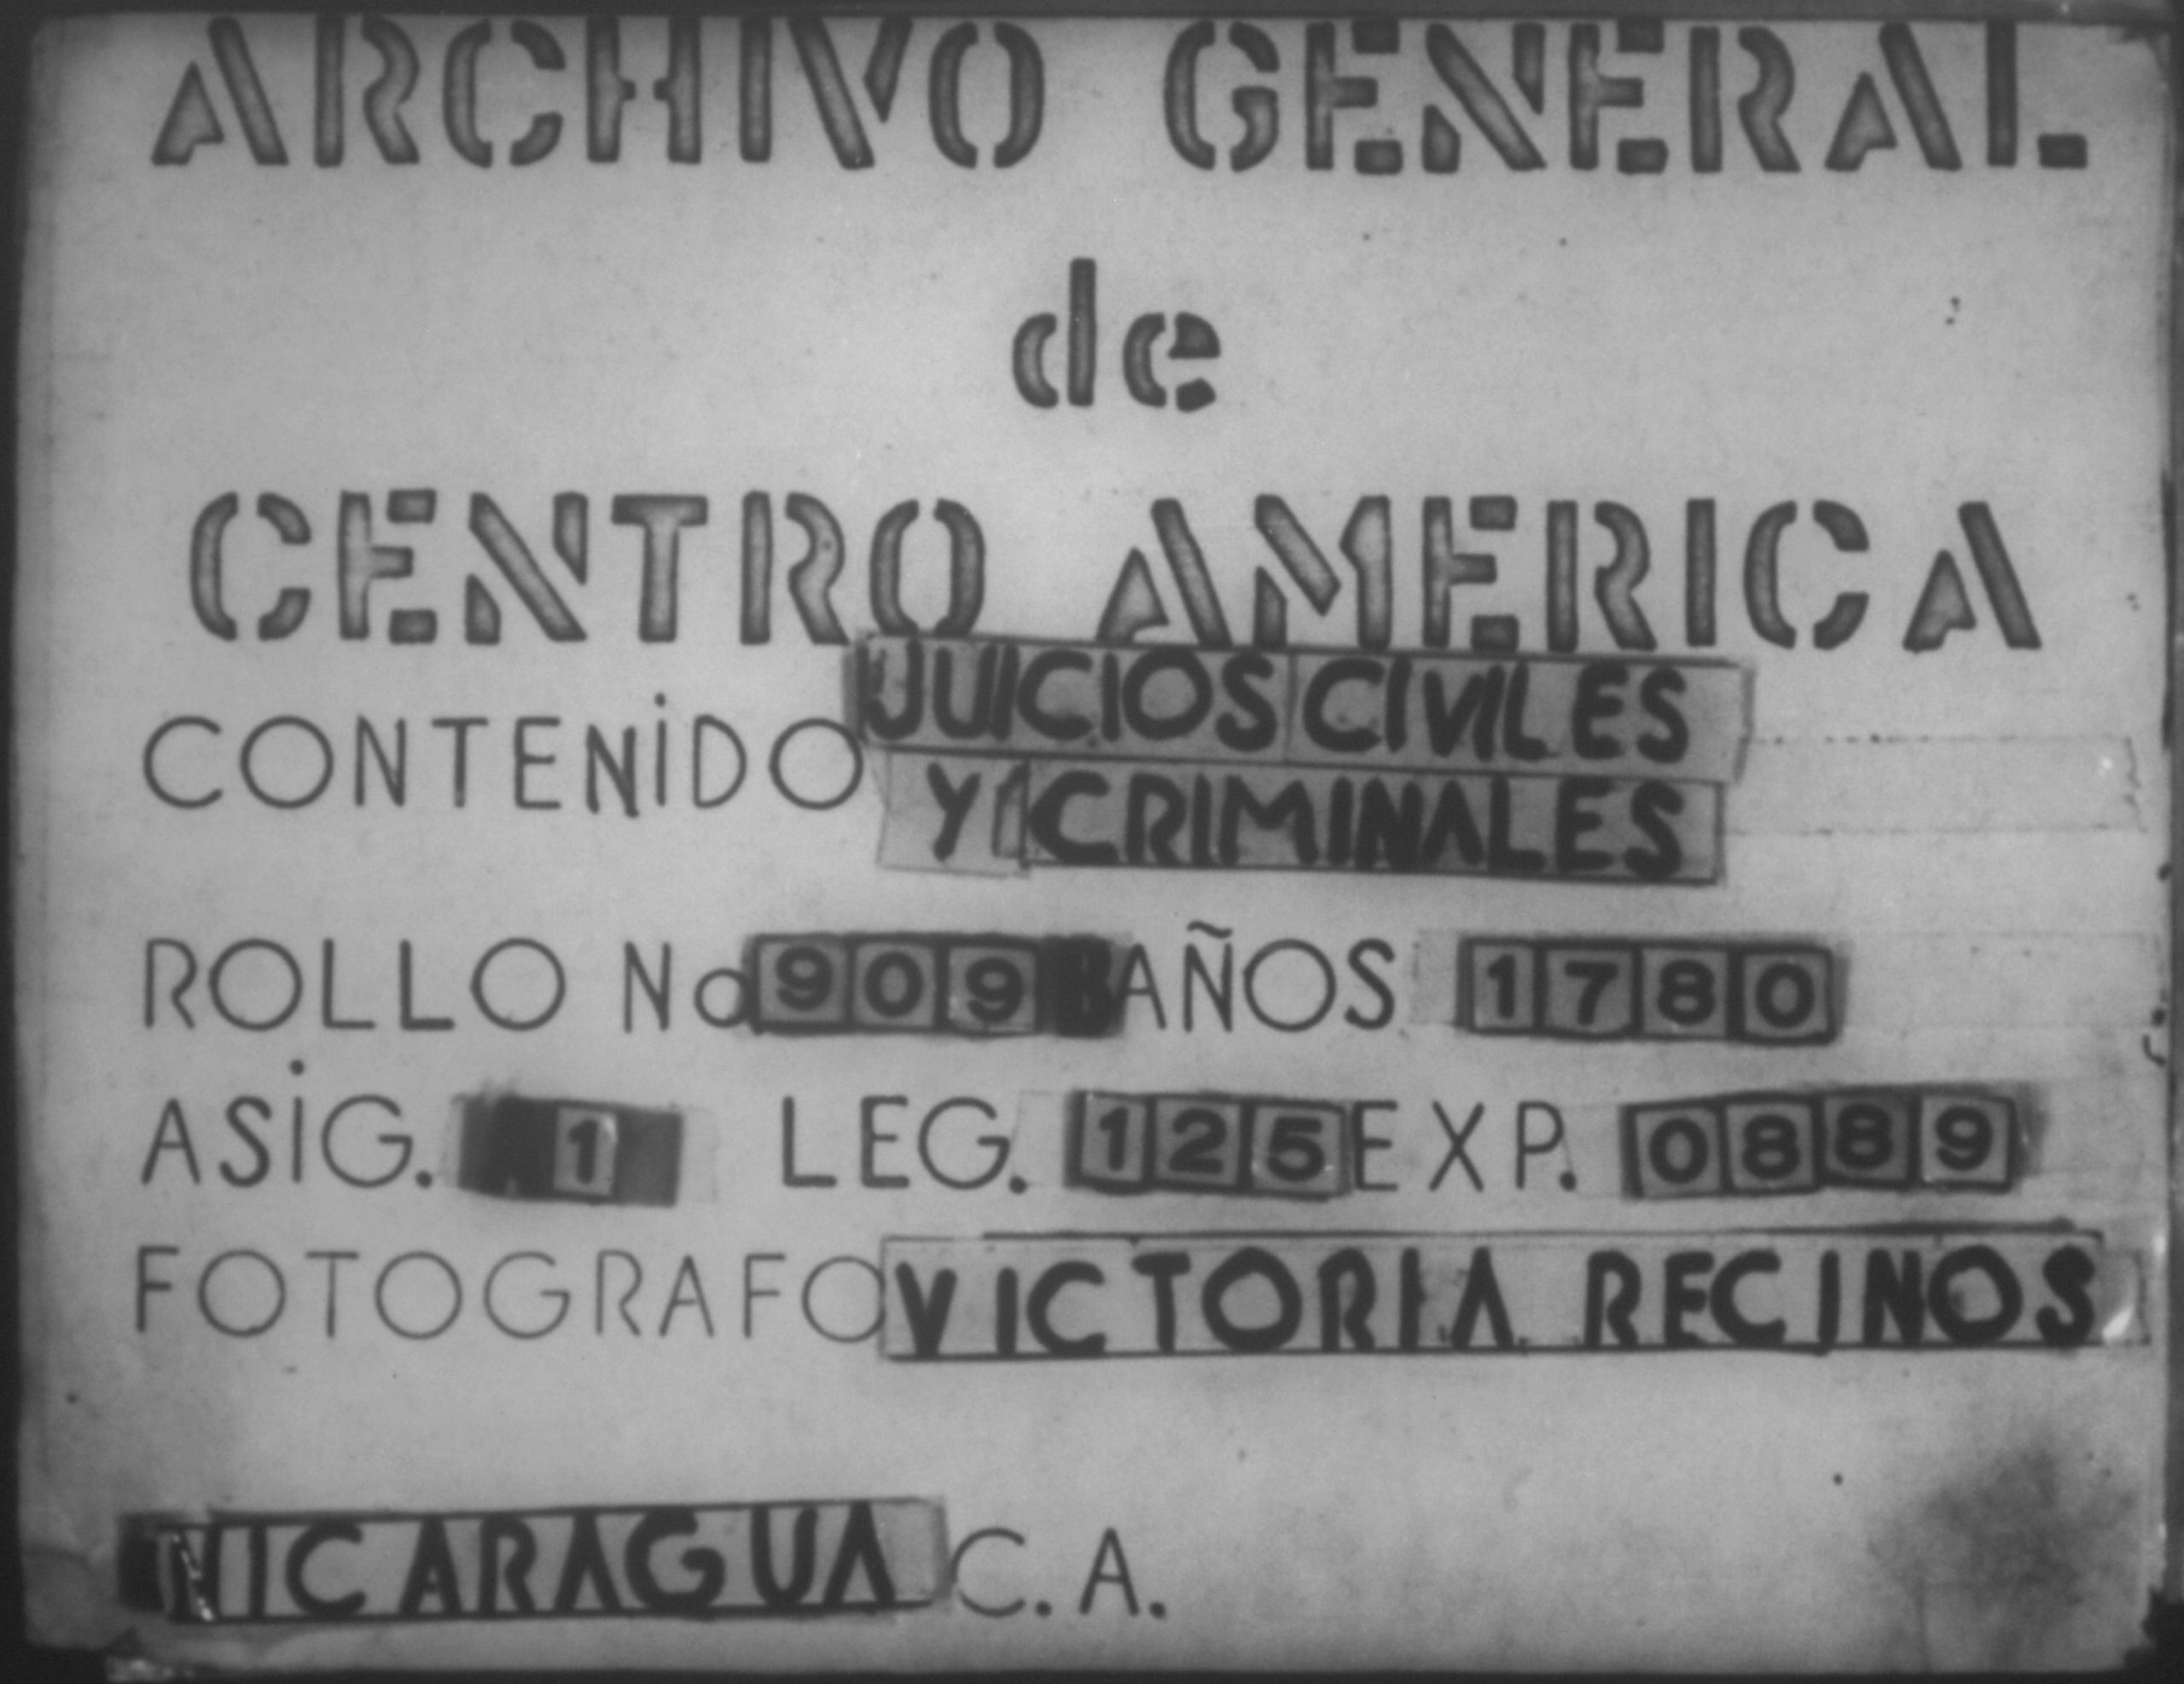 ARCHIVO GENERAL
de
CENTRO AMERICA
CONTENIDO JUICIOS CIVILES
Y CRIMINALES
ROLLO No 909 B AÑOS 1780
ASIG. 1 LEG. 125 EXP. 0889
FOTOGRAFO VICTORIA RECINOS
NICARAGUA C.A.